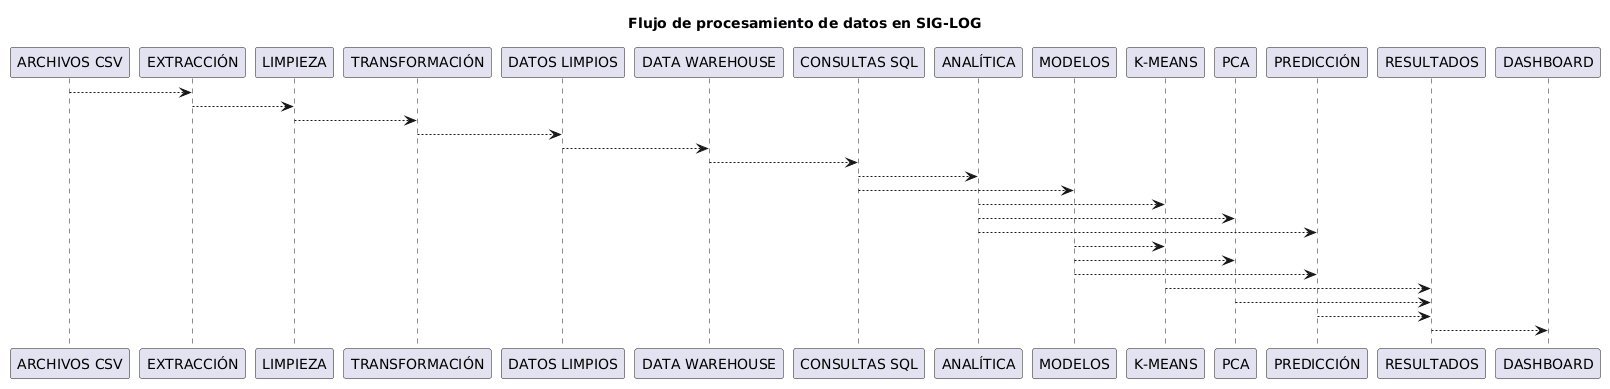 Flujo de procesamiento de datos en SIG-LOG
ARCHIVOS CSV EXTRACCIÓN LIMPIEZA TRANSFORMACIÓN DATOS LIMPIOS DATA WAREHOUSE CONSULTAS SQL ANALÍTICA MODELOS K-MEANS PCA PREDICCIÓN RESULTADOS DASHBOARD
ARCHIVOS CSV EXTRACCIÓN LIMPIEZA TRANSFORMACIÓN DATOS LIMPIOS DATA WAREHOUSE CONSULTAS SQL ANALÍTICA MODELOS K-MEANS PCA PREDICCIÓN RESULTADOS DASHBOARD